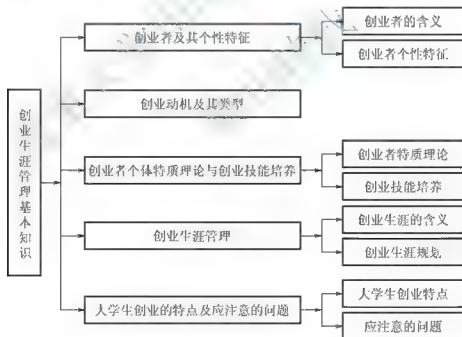 创业生涯管理基本知识
创业者及其个性特征
创业者的含义
创业者个性特征
创业动机及其类型
创业者个体特质理论与创业技能培养
创业者特质理论
创业技能培养
创业生涯管理
创业生涯的含义
创业生涯规划
大学生创业的特点及应注意的问题
大学生创业特点
应注意的问题